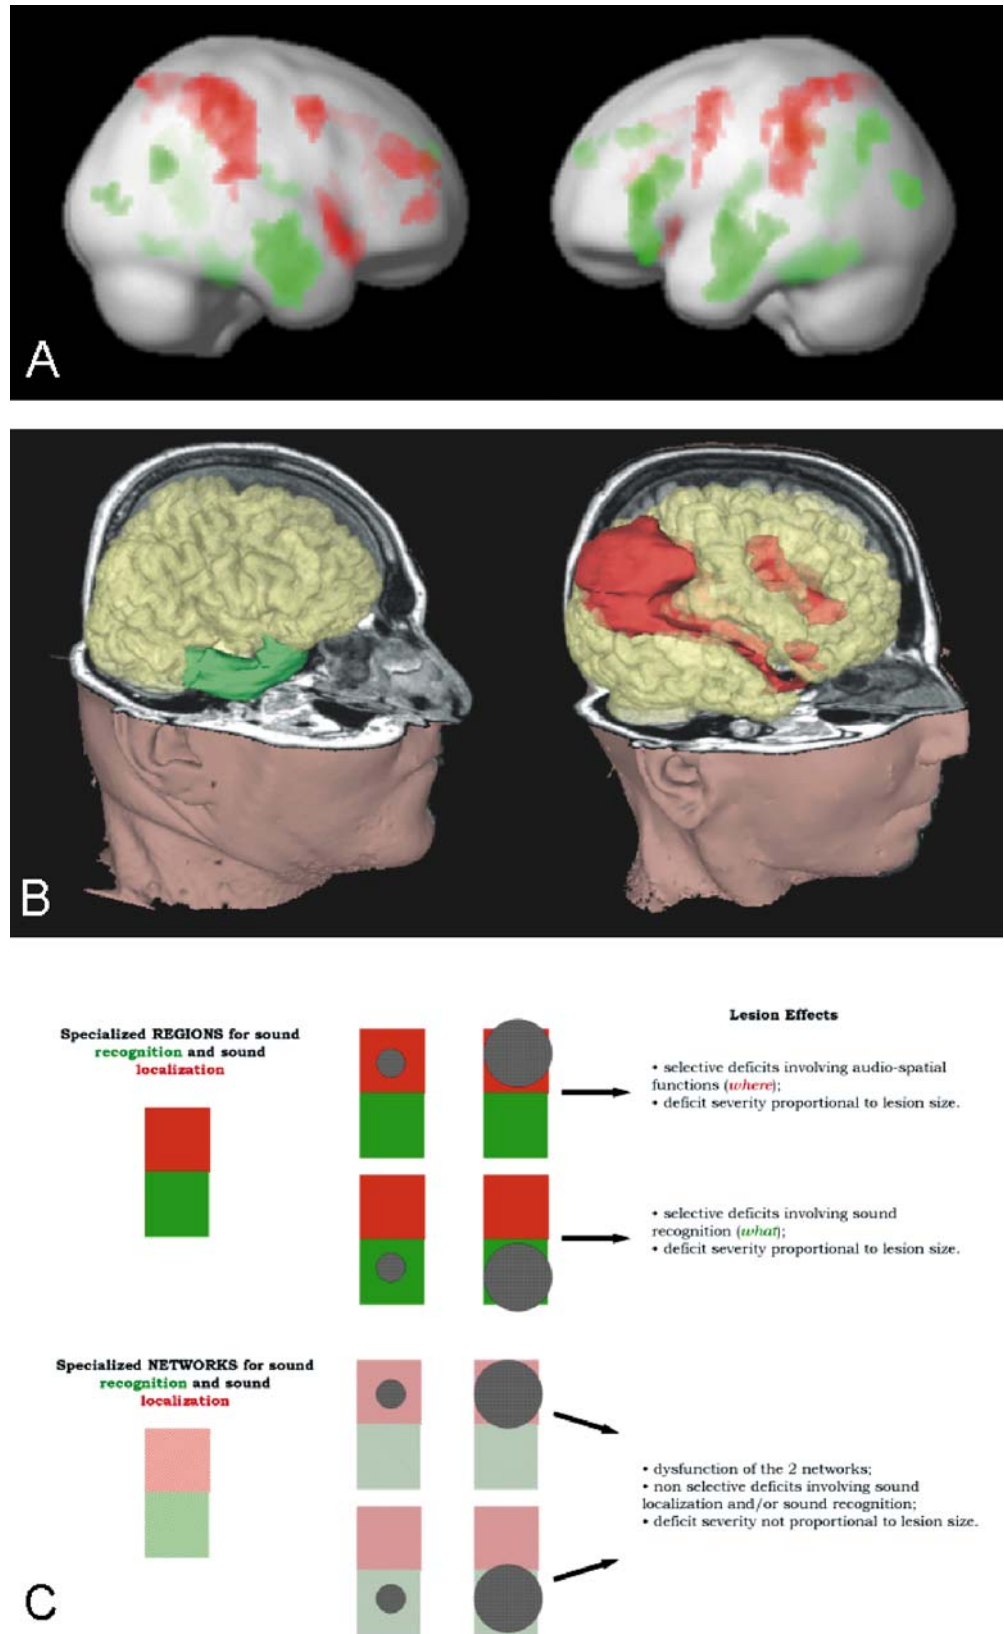 A
B
Specialized REGIONS for sound
recognition and sound
localization
Lesion Effects
• selective deficits involving audio-spatial
functions (where);
• deficit severity proportional to lesion size.
• selective deficits involving sound
recognition (what);
• deficit severity proportional to lesion size.
Specialized NETWORKS for sound
recognition and sound
localization
• dysfunction of the 2 networks;
• non selective deficits involving sound
localization and/or sound recognition;
• deficit severity not proportional to lesion size.
C